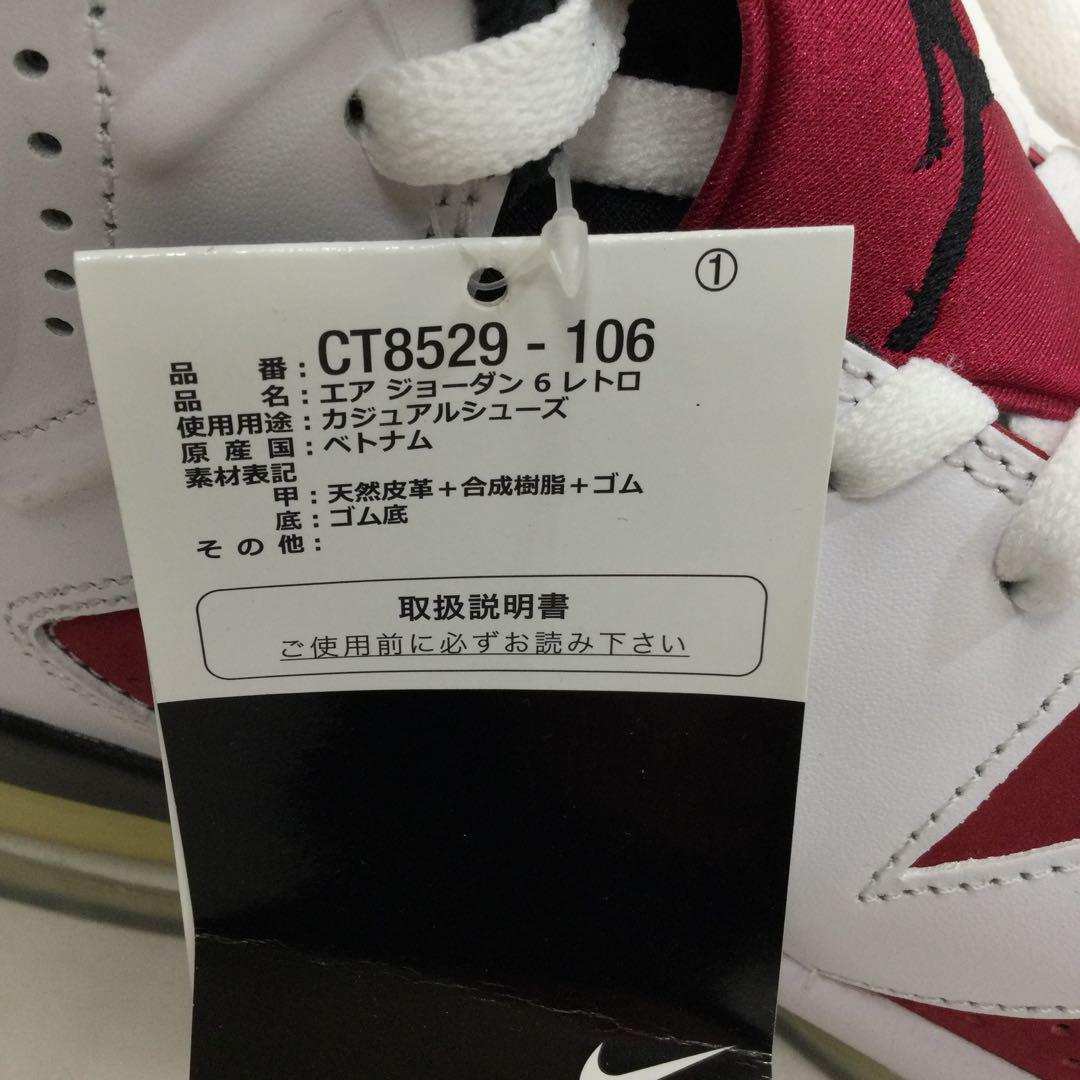 ①
品番：CT8529 - 106
品名：エア ジョーダン 6 レトロ
使用用途：カジュアルシューズ
原産国：ベトナム
素材表記
甲：天然皮革＋合成樹脂＋ゴム
底：ゴム底
その他：
取扱説明書
ご使用前に必ずお読み下さい